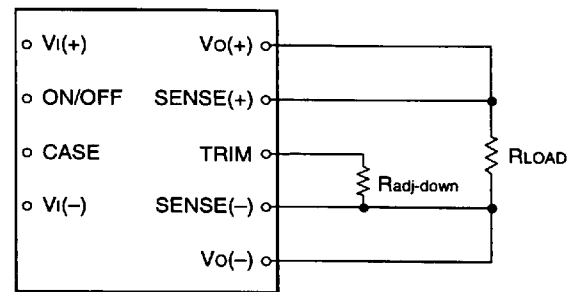 VI(+) VO(+)
ON/OFF SENSE(+)
CASE TRIM
RLOAD
Radj-down
VI(–) SENSE(–)
VO(–)